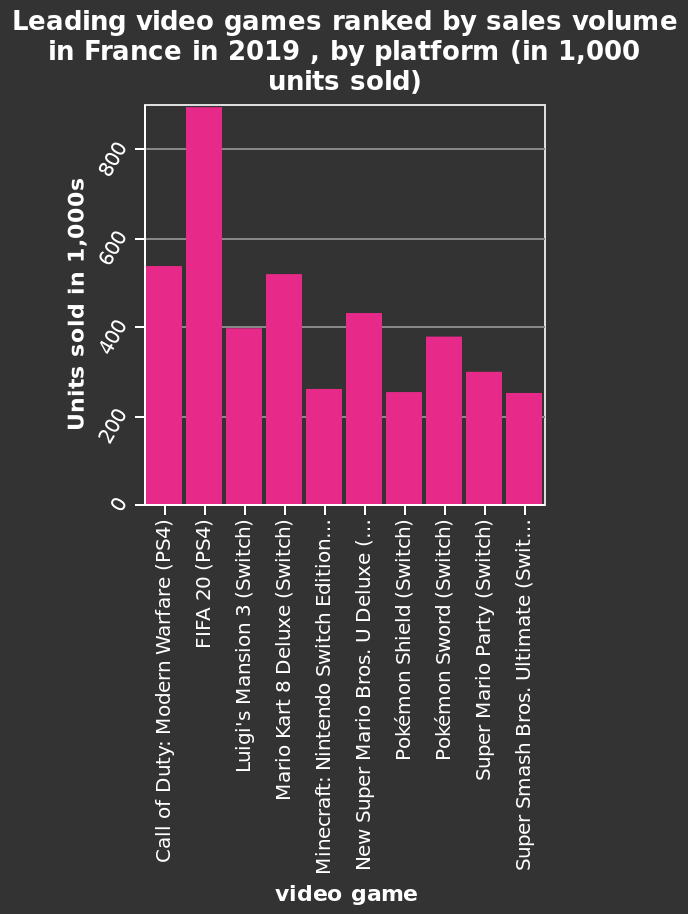 Leading video games ranked by sales volume
in France in 2019 , by platform (in 1,000
units sold)
Units sold in 1,000s
800
600
400
200
0
Call of Duty: Modern Warfare (PS4)
FIFA 20 (PS4)
Luigi's Mansion 3 (Switch)
Mario Kart 8 Deluxe (Switch)
Minecraft: Nintendo Switch Edition…
New Super Mario Bros. U Deluxe (…
Pokémon Shield (Switch)
Pokémon Sword (Switch)
Super Mario Party (Switch)
Super Smash Bros. Ultimate (Swit…
video game